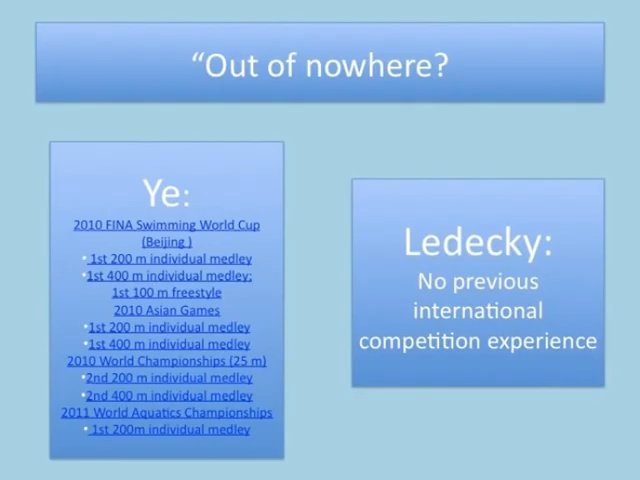 “Out of nowhere?
Ye:
2010 FINA Swimming World Cup
(Beijing )
• 1st 200 m individual medley
•1st 400 m individual medley;
1st 100 m freestyle
2010 Asian Games
•1st 200 m individual medley
•1st 400 m individual medley
2010 World Championships (25 m)
•2nd 200 m individual medley
•2nd 400 m individual medley
2011 World Aquatics Championships
• 1st 200m individual medley
Ledecky:
No previous
international
competition experience